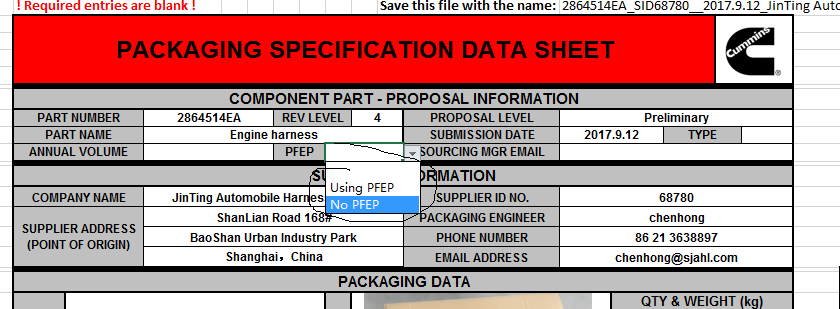 ! Required entries are blank ! Save this file with the name: 2864514EA_SID68780__2017.9.12_JinTing Auto
PACKAGING SPECIFICATION DATA SHEET
Cummins
COMPONENT PART - PROPOSAL INFORMATION
PART NUMBER 2864514EA REV LEVEL 4 PROPOSAL LEVEL Preliminary
PART NAME Engine harness SUBMISSION DATE 2017.9.12 TYPE
ANNUAL VOLUME PFEP SOURCING MGR EMAIL
SU RMATION
Using PFEP
No PFEP
COMPANY NAME JinTing Automobile Harnes SUPPLIER ID NO. 68780
SUPPLIER ADDRESS
(POINT OF ORIGIN)
ShanLian Road 168# PACKAGING ENGINEER chenhong
BaoShan Urban Industry Park PHONE NUMBER 86 21 3638897
Shanghai，China EMAIL ADDRESS chenhong@sjahl.com
PACKAGING DATA
QTY & WEIGHT (kg)